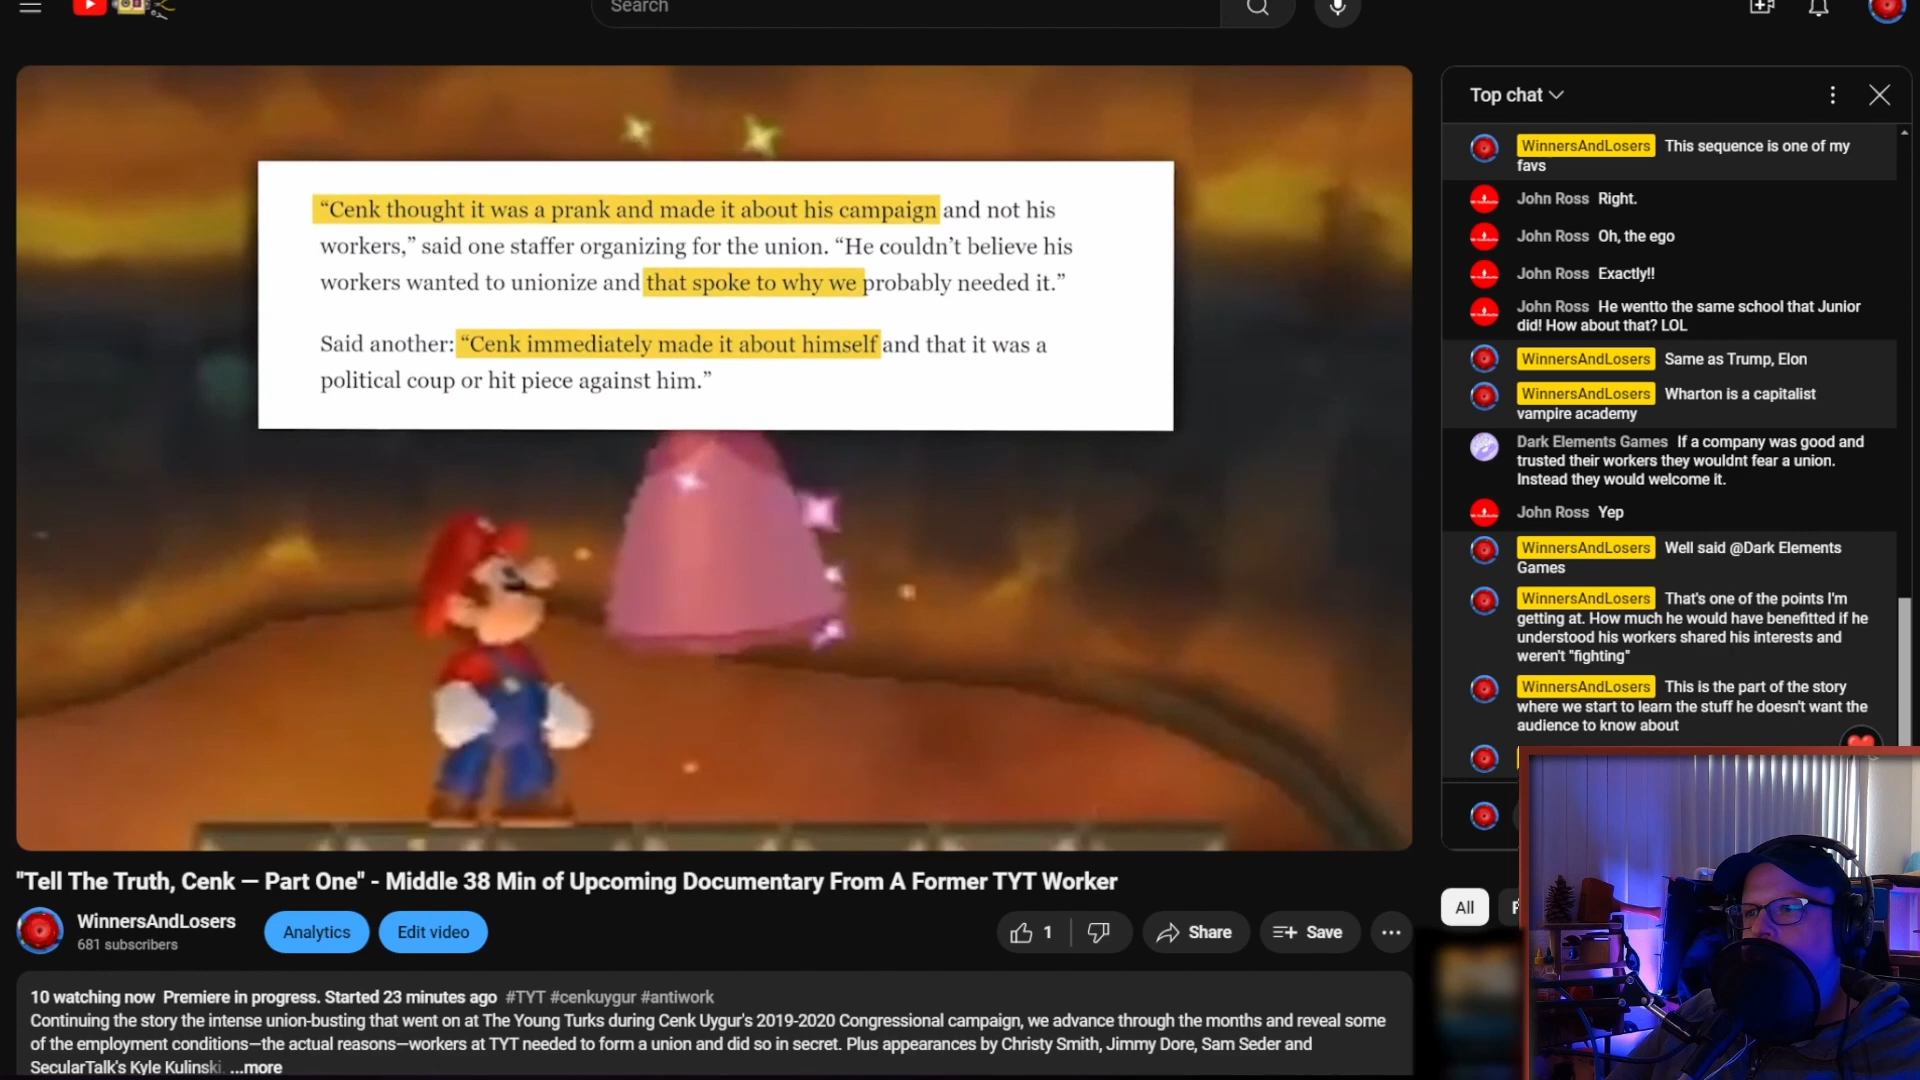 Search
“Cenk thought it was a prank and made it about his campaign and not his
workers,” said one staffer organizing for the union. “He couldn’t believe his
workers wanted to unionize and that spoke to why we probably needed it.”
Said another: “Cenk immediately made it about himself and that it was a
political coup or hit piece against him.”
Top chat
WinnersAndLosers This sequence is one of my
favs
John Ross Right.
John Ross Oh, the ego
John Ross Exactly!!
John Ross He wentto the same school that Junior
did! How about that? LOL
WinnersAndLosers Same as Trump, Elon
WinnersAndLosers Wharton is a capitalist
vampire academy
Dark Elements Games If a company was good and
trusted their workers they wouldnt fear a union.
Instead they would welcome it.
John Ross Yep
WinnersAndLosers Well said @Dark Elements
Games
WinnersAndLosers That's one of the points I'm
getting at. How much he would have benefitted if he
understood his workers shared his interests and
weren't "fighting"
WinnersAndLosers This is the part of the story
where we start to learn the stuff he doesn't want the
audience to know about
"Tell The Truth, Cenk — Part One" - Middle 38 Min of Upcoming Documentary From A Former TYT Worker
WinnersAndLosers
681 subscribers
Analytics
Edit video
1
Share
Save
All
10 watching now Premiere in progress. Started 23 minutes ago #TYT #cenkuygur #antiwork
Continuing the story the intense union-busting that went on at The Young Turks during Cenk Uygur's 2019-2020 Congressional campaign, we advance through the months and reveal some
of the employment conditions—the actual reasons—workers at TYT needed to form a union and did so in secret. Plus appearances by Christy Smith, Jimmy Dore, Sam Seder and
SecularTalk's Kyle Kulinski. ...more